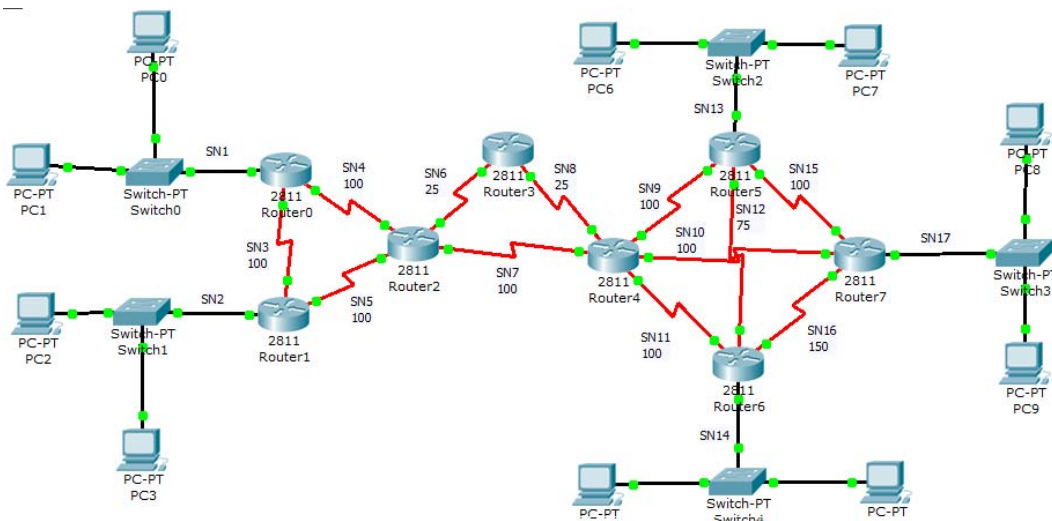 PC-PT
PC0
PC-PT
PC1
SN1
Switch-PT
Switch0
2811
Router0
SN4
100
SN3
100
SN2
Switch-PT
Switch1
PC-PT
PC2
PC-PT
PC3
2811
Router1
SN5
100
SN6
25
2811
Router2
2811
Router3
SN8
25
SN7
100
2811
Router4
PC-PT
PC6
Switch-PT
Switch2
PC-PT
PC7
SN13
2811
Router5
SN9
100
SN12
75
SN15
100
SN10
100
SN11
100
2811
Router6
SN16
150
2811
Router7
SN17
PC-PT
PC8
Switch-PT
Switch3
PC-PT
PC9
SN14
PC-PT
Switch-PT
Switch4
PC-PT